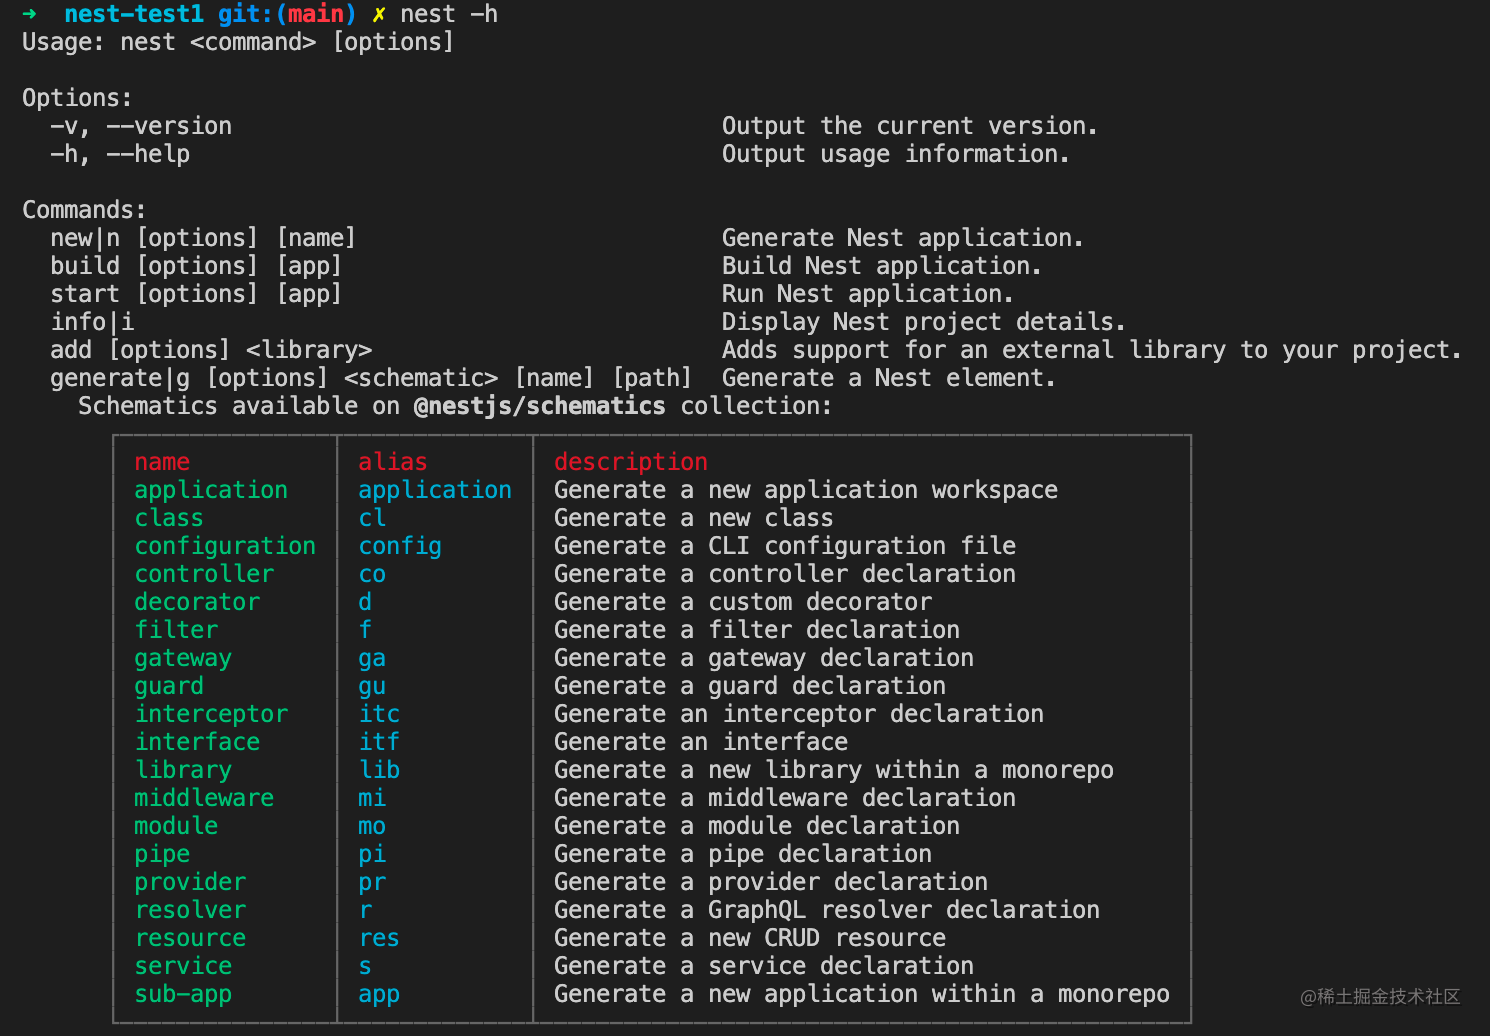 ➜  nest-test1 git:(main) ✗ nest -h
Usage: nest <command> [options]

Options:
  -v, --version                                   Output the current version.
  -h, --help                                      Output usage information.

Commands:
  new|n [options] [name]                          Generate Nest application.
  build [options] [app]                           Build Nest application.
  start [options] [app]                           Run Nest application.
  info|i                                          Display Nest project details.
  add [options] <library>                         Adds support for an external library to your project.
  generate|g [options] <schematic> [name] [path]  Generate a Nest element.
    Schematics available on @nestjs/schematics collection:
name alias description
application application Generate a new application workspace
class cl Generate a new class
configuration config Generate a CLI configuration file
controller co Generate a controller declaration
decorator d Generate a custom decorator
filter f Generate a filter declaration
gateway ga Generate a gateway declaration
guard gu Generate a guard declaration
interceptor itc Generate an interceptor declaration
interface itf Generate an interface
library lib Generate a new library within a monorepo
middleware mi Generate a middleware declaration
module mo Generate a module declaration
pipe pi Generate a pipe declaration
provider pr Generate a provider declaration
resolver r Generate a GraphQL resolver declaration
resource res Generate a new CRUD resource
service s Generate a service declaration
sub-app app Generate a new application within a monorepo
@稀土掘金技术社区